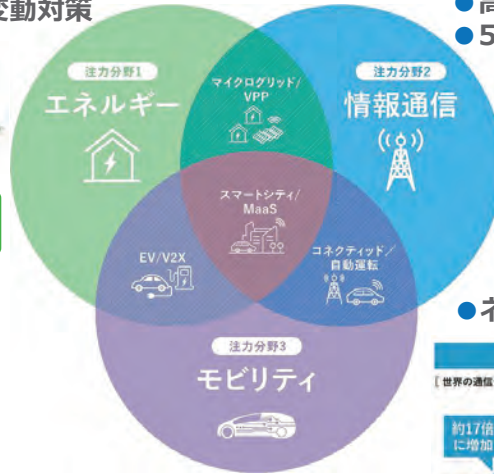 変動対策
●高
●5
注力分野1
エネルギー
マイクログリッド/
VPP
注力分野2
情報通信
スマートシティ/
MaaS
EV/V2X
コネクティッド/
自動運転
注力分野3
モビリティ
●ネ
[ 世界の通信
約17倍
に増加